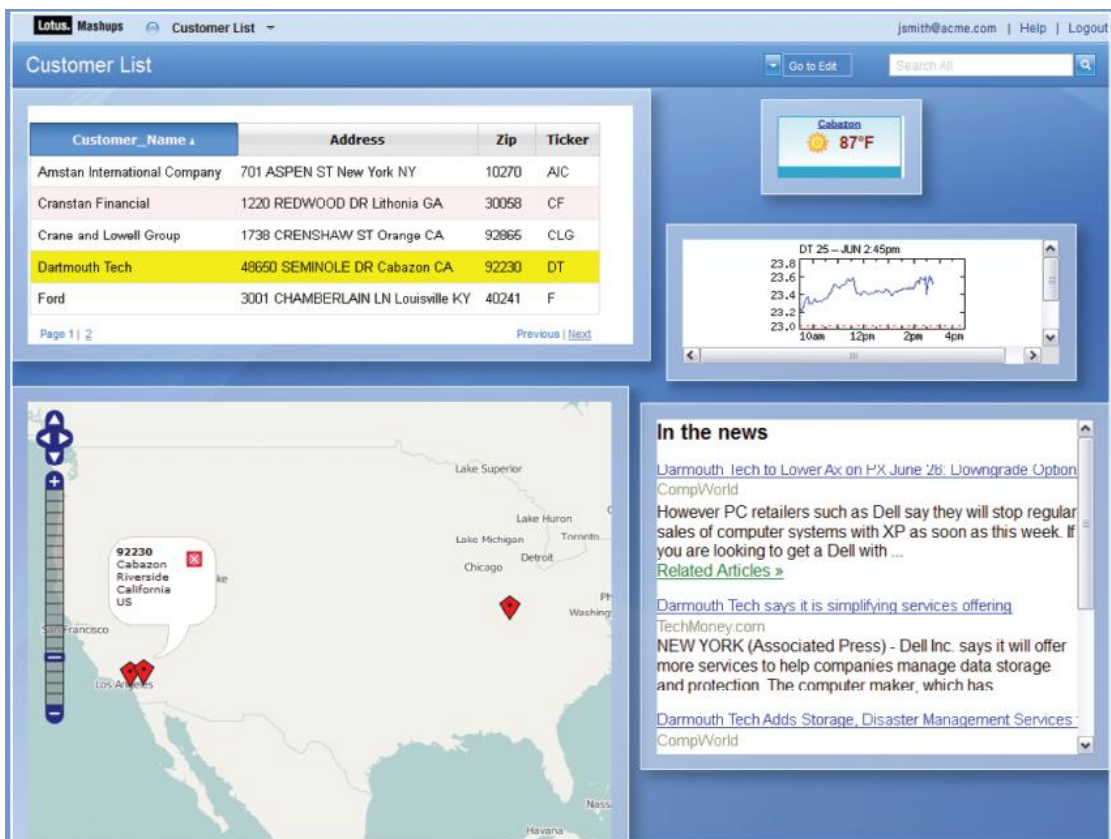 Lotus. Mashups Customer List
jsmith@acme.com | Help | Logout
Customer List
Go to Edit
Search All
Customer_Name Address Zip Ticker
Amstan International Company 701 ASPEN ST New York NY 10270 AIC
Cranstan Financial 1220 REDWOOD DR Lithonia GA 30058 CF
Crane and Lowell Group 1738 CRENSHAW ST Orange CA 92865 CLG
Dartmouth Tech 48650 SEMINOLE DR Cabazon CA 92230 DT
Ford 3001 CHAMBERLAIN LN Louisville KY 40241 F
Page 1 | 2 Previous | Next
Cabazon
87°F
DT 25 – JUN 2:45pm
23.8
23.6
23.4
23.2
23.0
10am 12pm 2pm 4pm
Lake Superior
Lake Huron
Lake Michigan
Toronto
Detroit
Chicago
Washing
92230
Cabazon
Riverside
California
US
ke
San Francisco
Los Angeles
Nass
Havana
In the news
Darmouth Tech to Lower Ax on PX June 26: Downgrade Option
CompWorld
However PC retailers such as Dell say they will stop regular
sales of computer systems with XP as soon as this week. If
you are looking to get a Dell with ...
Related Articles »
Darmouth Tech says it is simplifying services offering
TechMoney.com
NEW YORK (Associated Press) - Dell Inc. says it will offer
more services to help companies manage data storage
and protection. The computer maker, which has
Darmouth Tech Adds Storage, Disaster Management Services
CompWorld